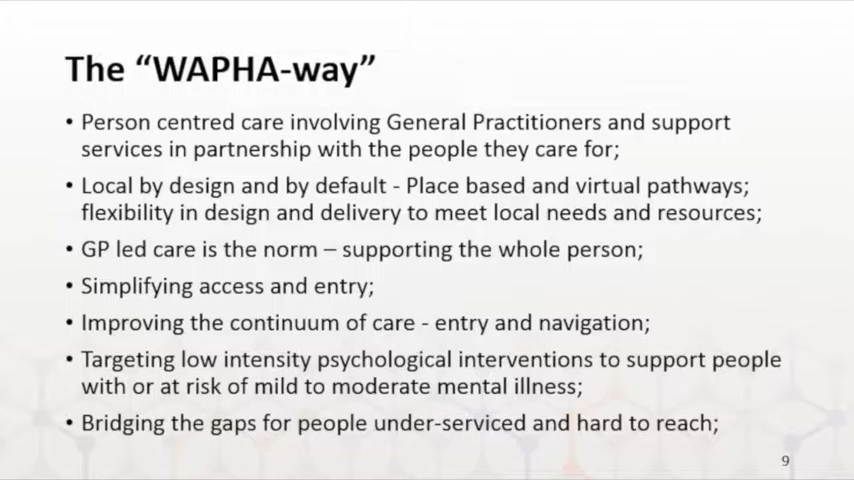 The “WAPHA-way”
• Person centred care involving General Practitioners and support
services in partnership with the people they care for;
• Local by design and by default - Place based and virtual pathways;
flexibility in design and delivery to meet local needs and resources;
• GP led care is the norm – supporting the whole person;
• Simplifying access and entry;
• Improving the continuum of care - entry and navigation;
• Targeting low intensity psychological interventions to support people
with or at risk of mild to moderate mental illness;
• Bridging the gaps for people under-serviced and hard to reach;
9